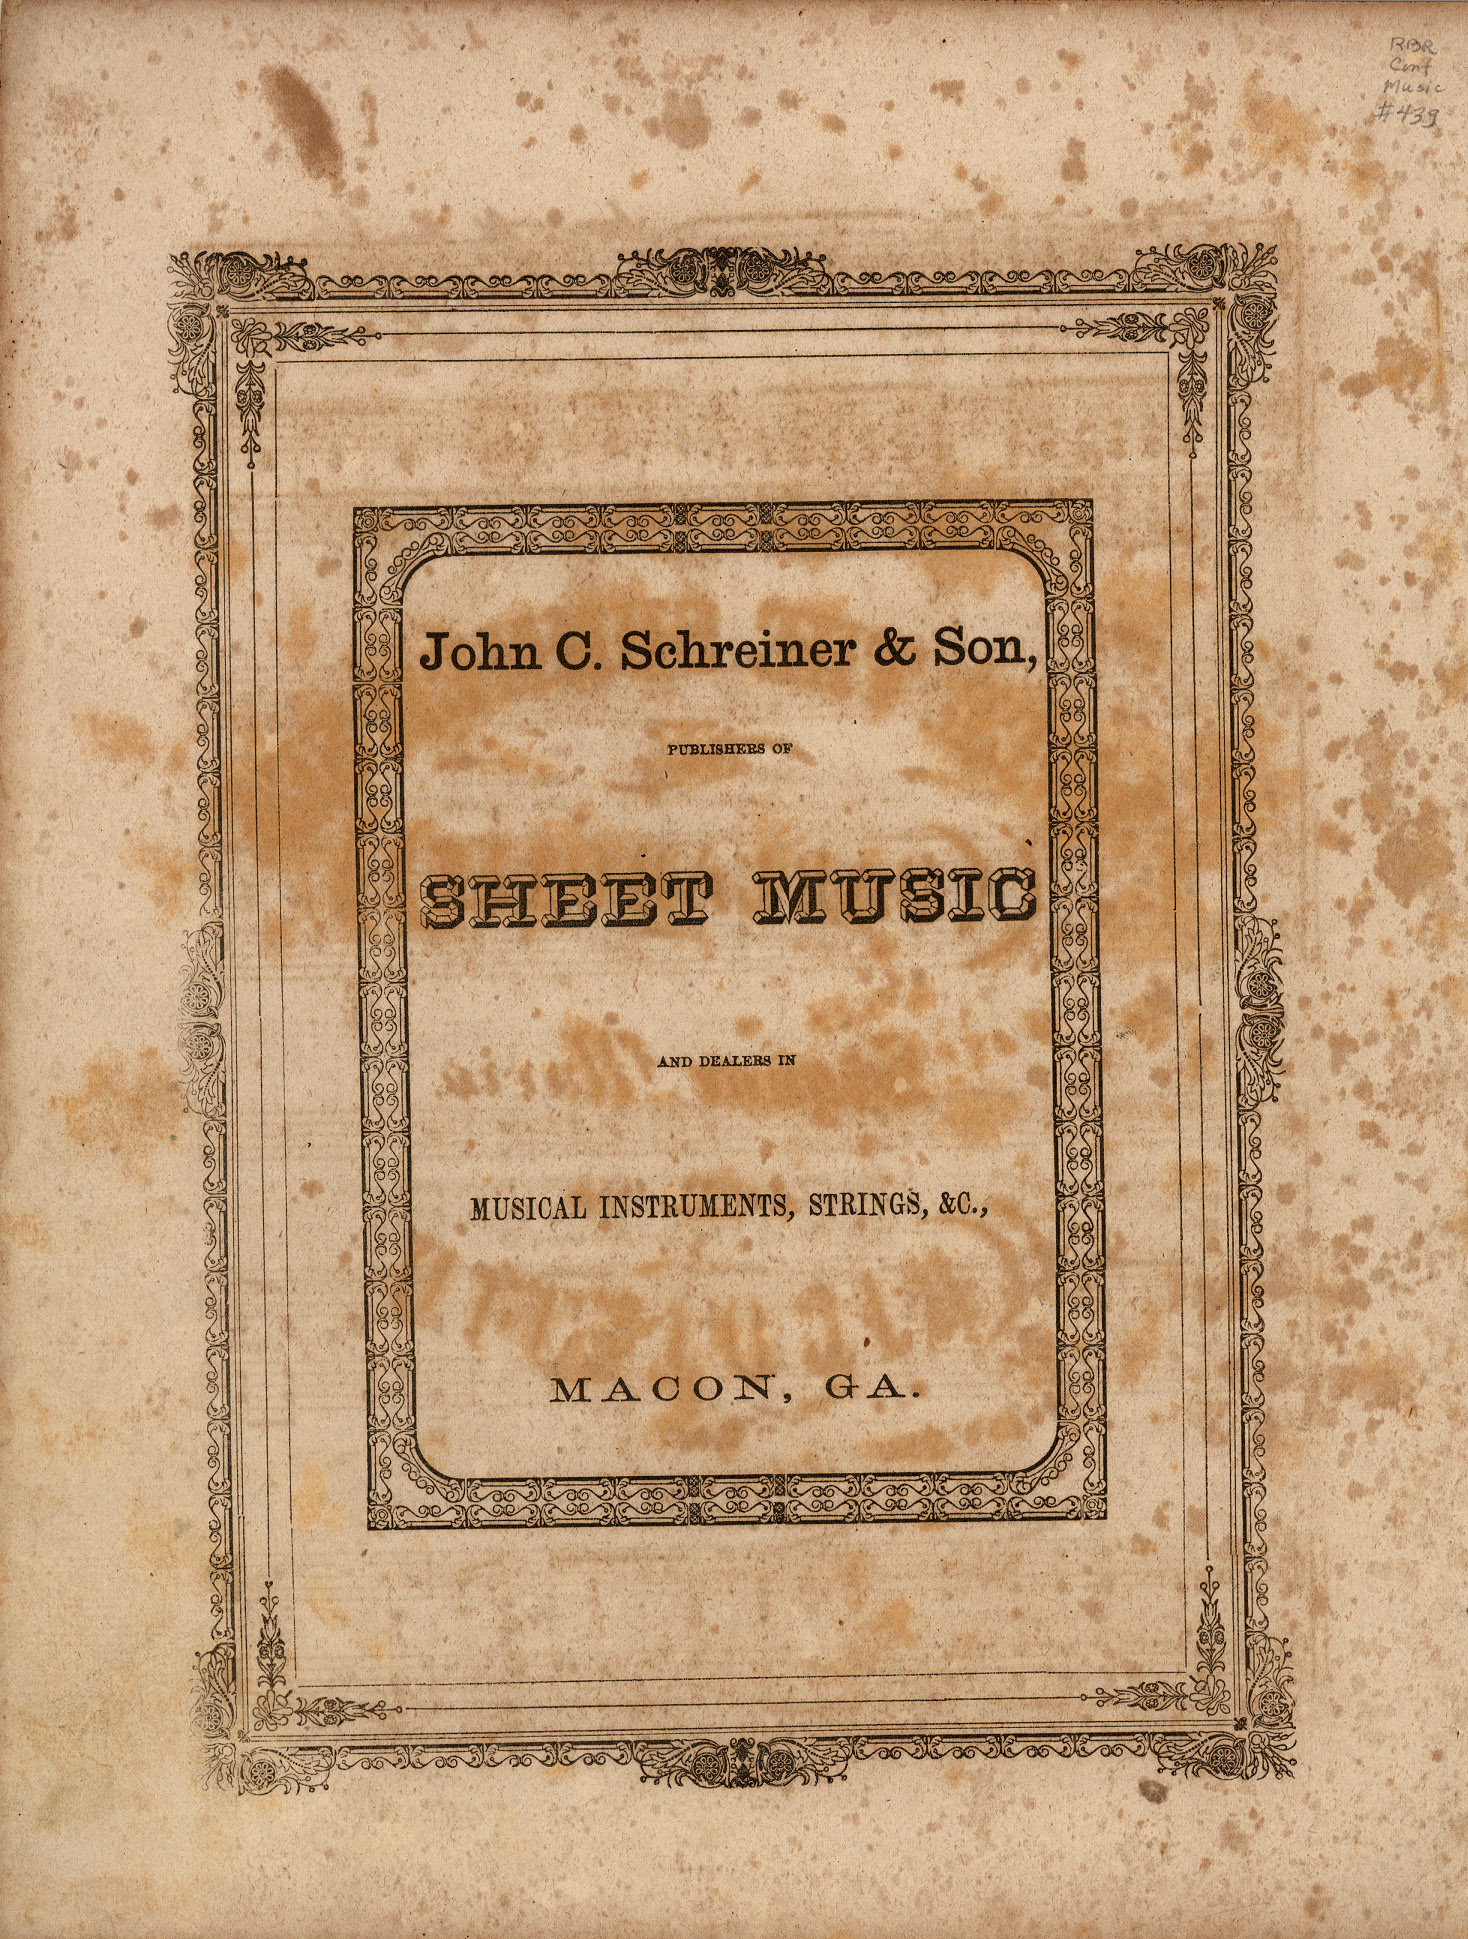 RBR
Conf
Music
#439
John C. Schreiner & Son,
PUBLISHERS OF
SHEET MUSIC
AND DEALERS IN
MUSICAL INSTRUMENTS, STRINGS, &C.,
MACON, GA.